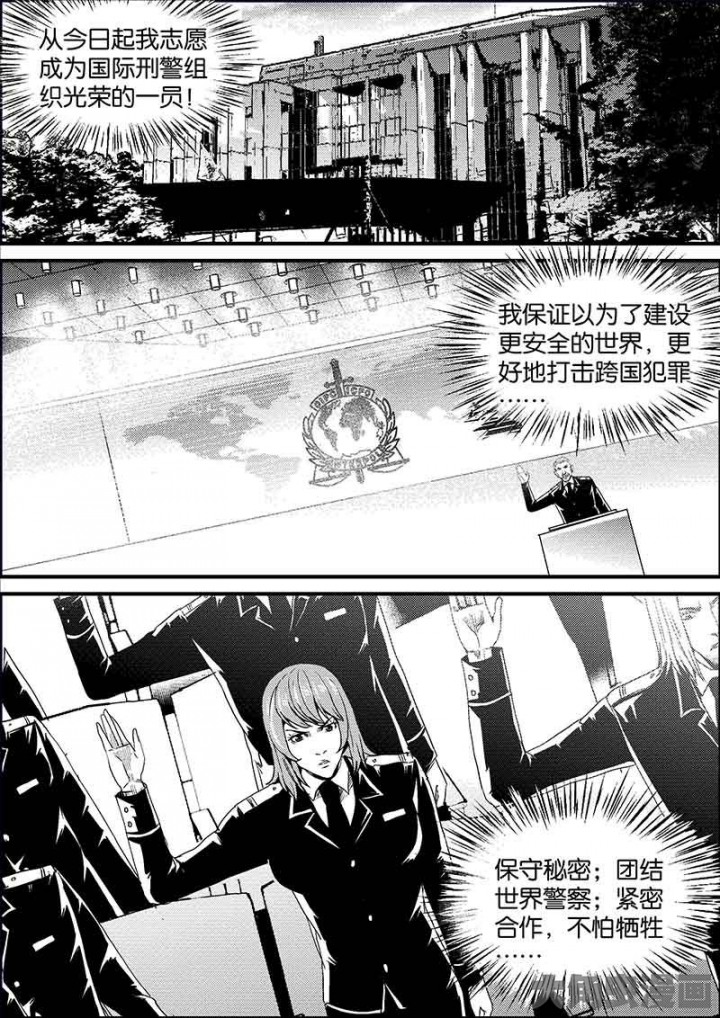 从今日起我志愿
成为国际刑警组
织光荣的一员！
我保证以为了建设
更安全的世界，更
好地打击跨国犯罪
……
保守秘密；团结
世界警察；紧密
合作，不怕牺牲
……